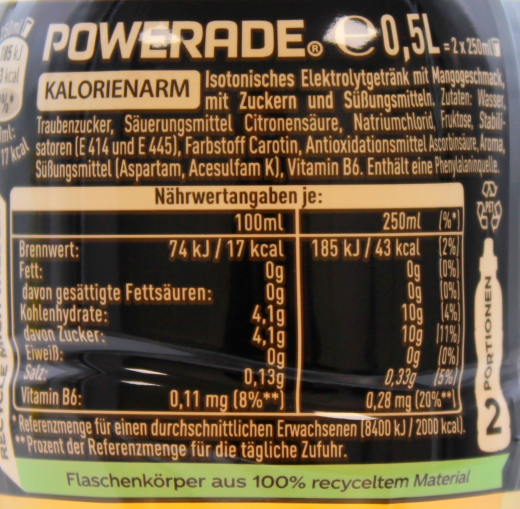 POWERADE® ℮ 0,5L = 2 x 250ml
KALORIENARM
Isotonisches Elektrolytgetränk mit Mangogeschmack,
mit Zuckern und Süßungsmitteln. Zutaten: Wasser,
Traubenzucker, Säuerungsmittel Citronensäure, Natriumchlorid, Fruktose, Stabili-
satoren (E 414 und E 445), Farbstoff Carotin, Antioxidationsmittel Ascorbinsäure, Aroma,
Süßungsmittel (Aspartam, Acesulfam K), Vitamin B6. Enthält eine Phenylalaninquelle.
Nährwertangaben je:
100ml 250ml (%*)
Brennwert: 74 kJ / 17 kcal 185 kJ / 43 kcal (2%)
Fett: 0g 0g (0%)
davon gesättigte Fettsäuren: 0g 0g (0%)
Kohlenhydrate: 4,1g 10g (4%)
davon Zucker: 4,1g 10g (11%)
Eiweiß: 0g 0g (0%)
Salz: 0,13g 0,33g (5%)
Vitamin B6: 0,11 mg (8%**) 0,28 mg (20%**)
* Referenzmenge für einen durchschnittlichen Erwachsenen (8400 kJ / 2000 kcal).
** Prozent der Referenzmenge für die tägliche Zufuhr.
Flaschenkörper aus 100% recyceltem Material
PET
2 PORTIONEN
17 kcal